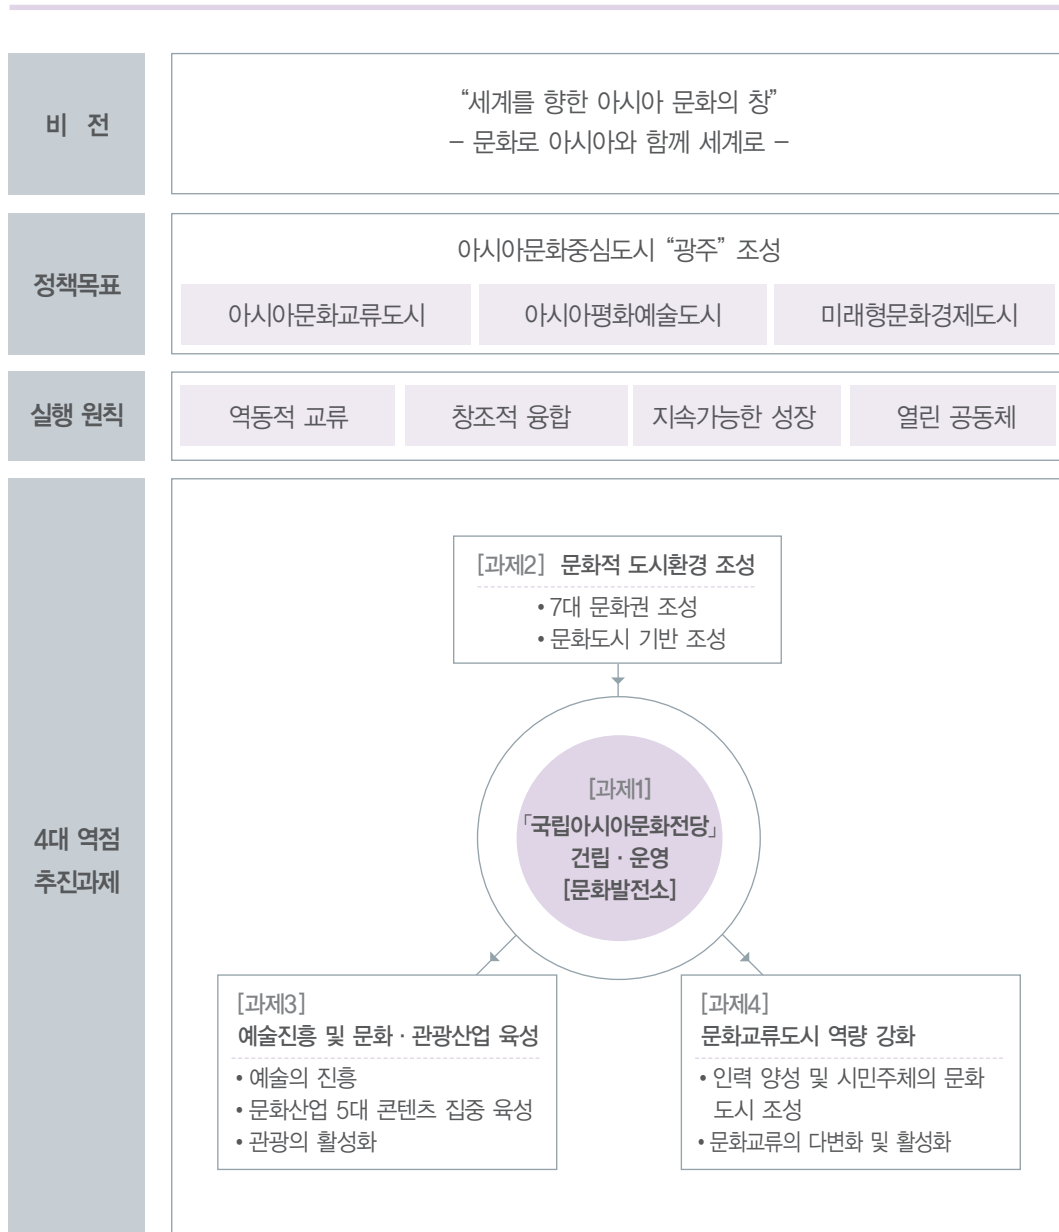 비 전
“세계를 향한 아시아 문화의 창”
– 문화로 아시아와 함께 세계로 –
정책목표
아시아문화중심도시 “광주” 조성
아시아문화교류도시
아시아평화예술도시
미래형문화경제도시
실행 원칙
역동적 교류
창조적 융합
지속가능한 성장
열린 공동체
4대 역점
추진과제
[과제2] 문화적 도시환경 조성
• 7대 문화권 조성
• 문화도시 기반 조성
[과제1]
「국립아시아문화전당」
건립 · 운영
[문화발전소]
[과제3]
예술진흥 및 문화 · 관광산업 육성
• 예술의 진흥
• 문화산업 5대 콘텐츠 집중 육성
• 관광의 활성화
[과제4]
문화교류도시 역량 강화
• 인력 양성 및 시민주체의 문화
도시 조성
• 문화교류의 다변화 및 활성화